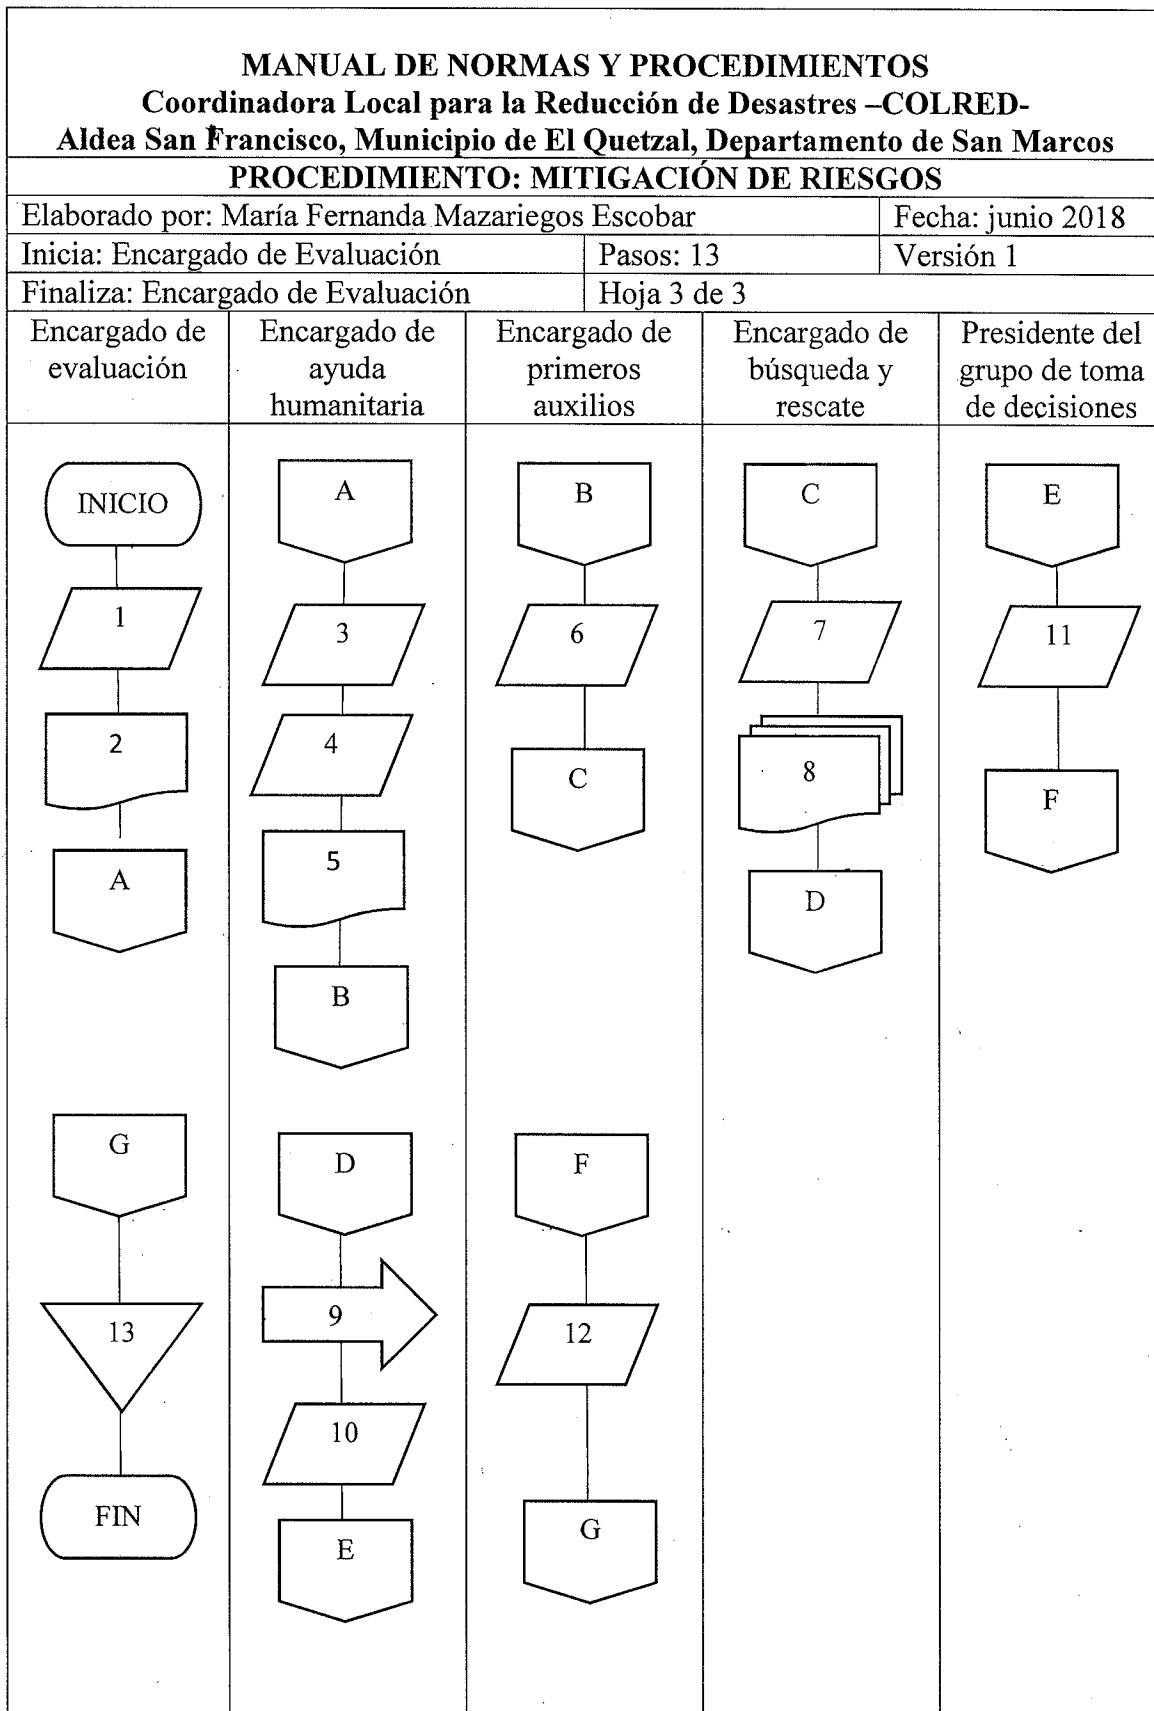 MANUAL DE NORMAS Y PROCEDIMIENTOS
Coordinadora Local para la Reducción de Desastres –COLRED-
Aldea San Francisco, Municipio de El Quetzal, Departamento de San Marcos
PROCEDIMIENTO: MITIGACIÓN DE RIESGOS
Elaborado por: María Fernanda Mazariegos Escobar
Fecha: junio 2018
Inicia: Encargado de Evaluación
Pasos: 13
Versión 1
Finaliza: Encargado de Evaluación
Hoja 3 de 3
Encargado de
evaluación
Encargado de
ayuda
humanitaria
Encargado de
primeros
auxilios
Encargado de
búsqueda y
rescate
Presidente del
grupo de toma
de decisiones
INICIO
1
2
A
A
3
4
5
B
B
6
C
C
7
8
D
E
11
F
G
13
FIN
D
9
10
E
F
12
G